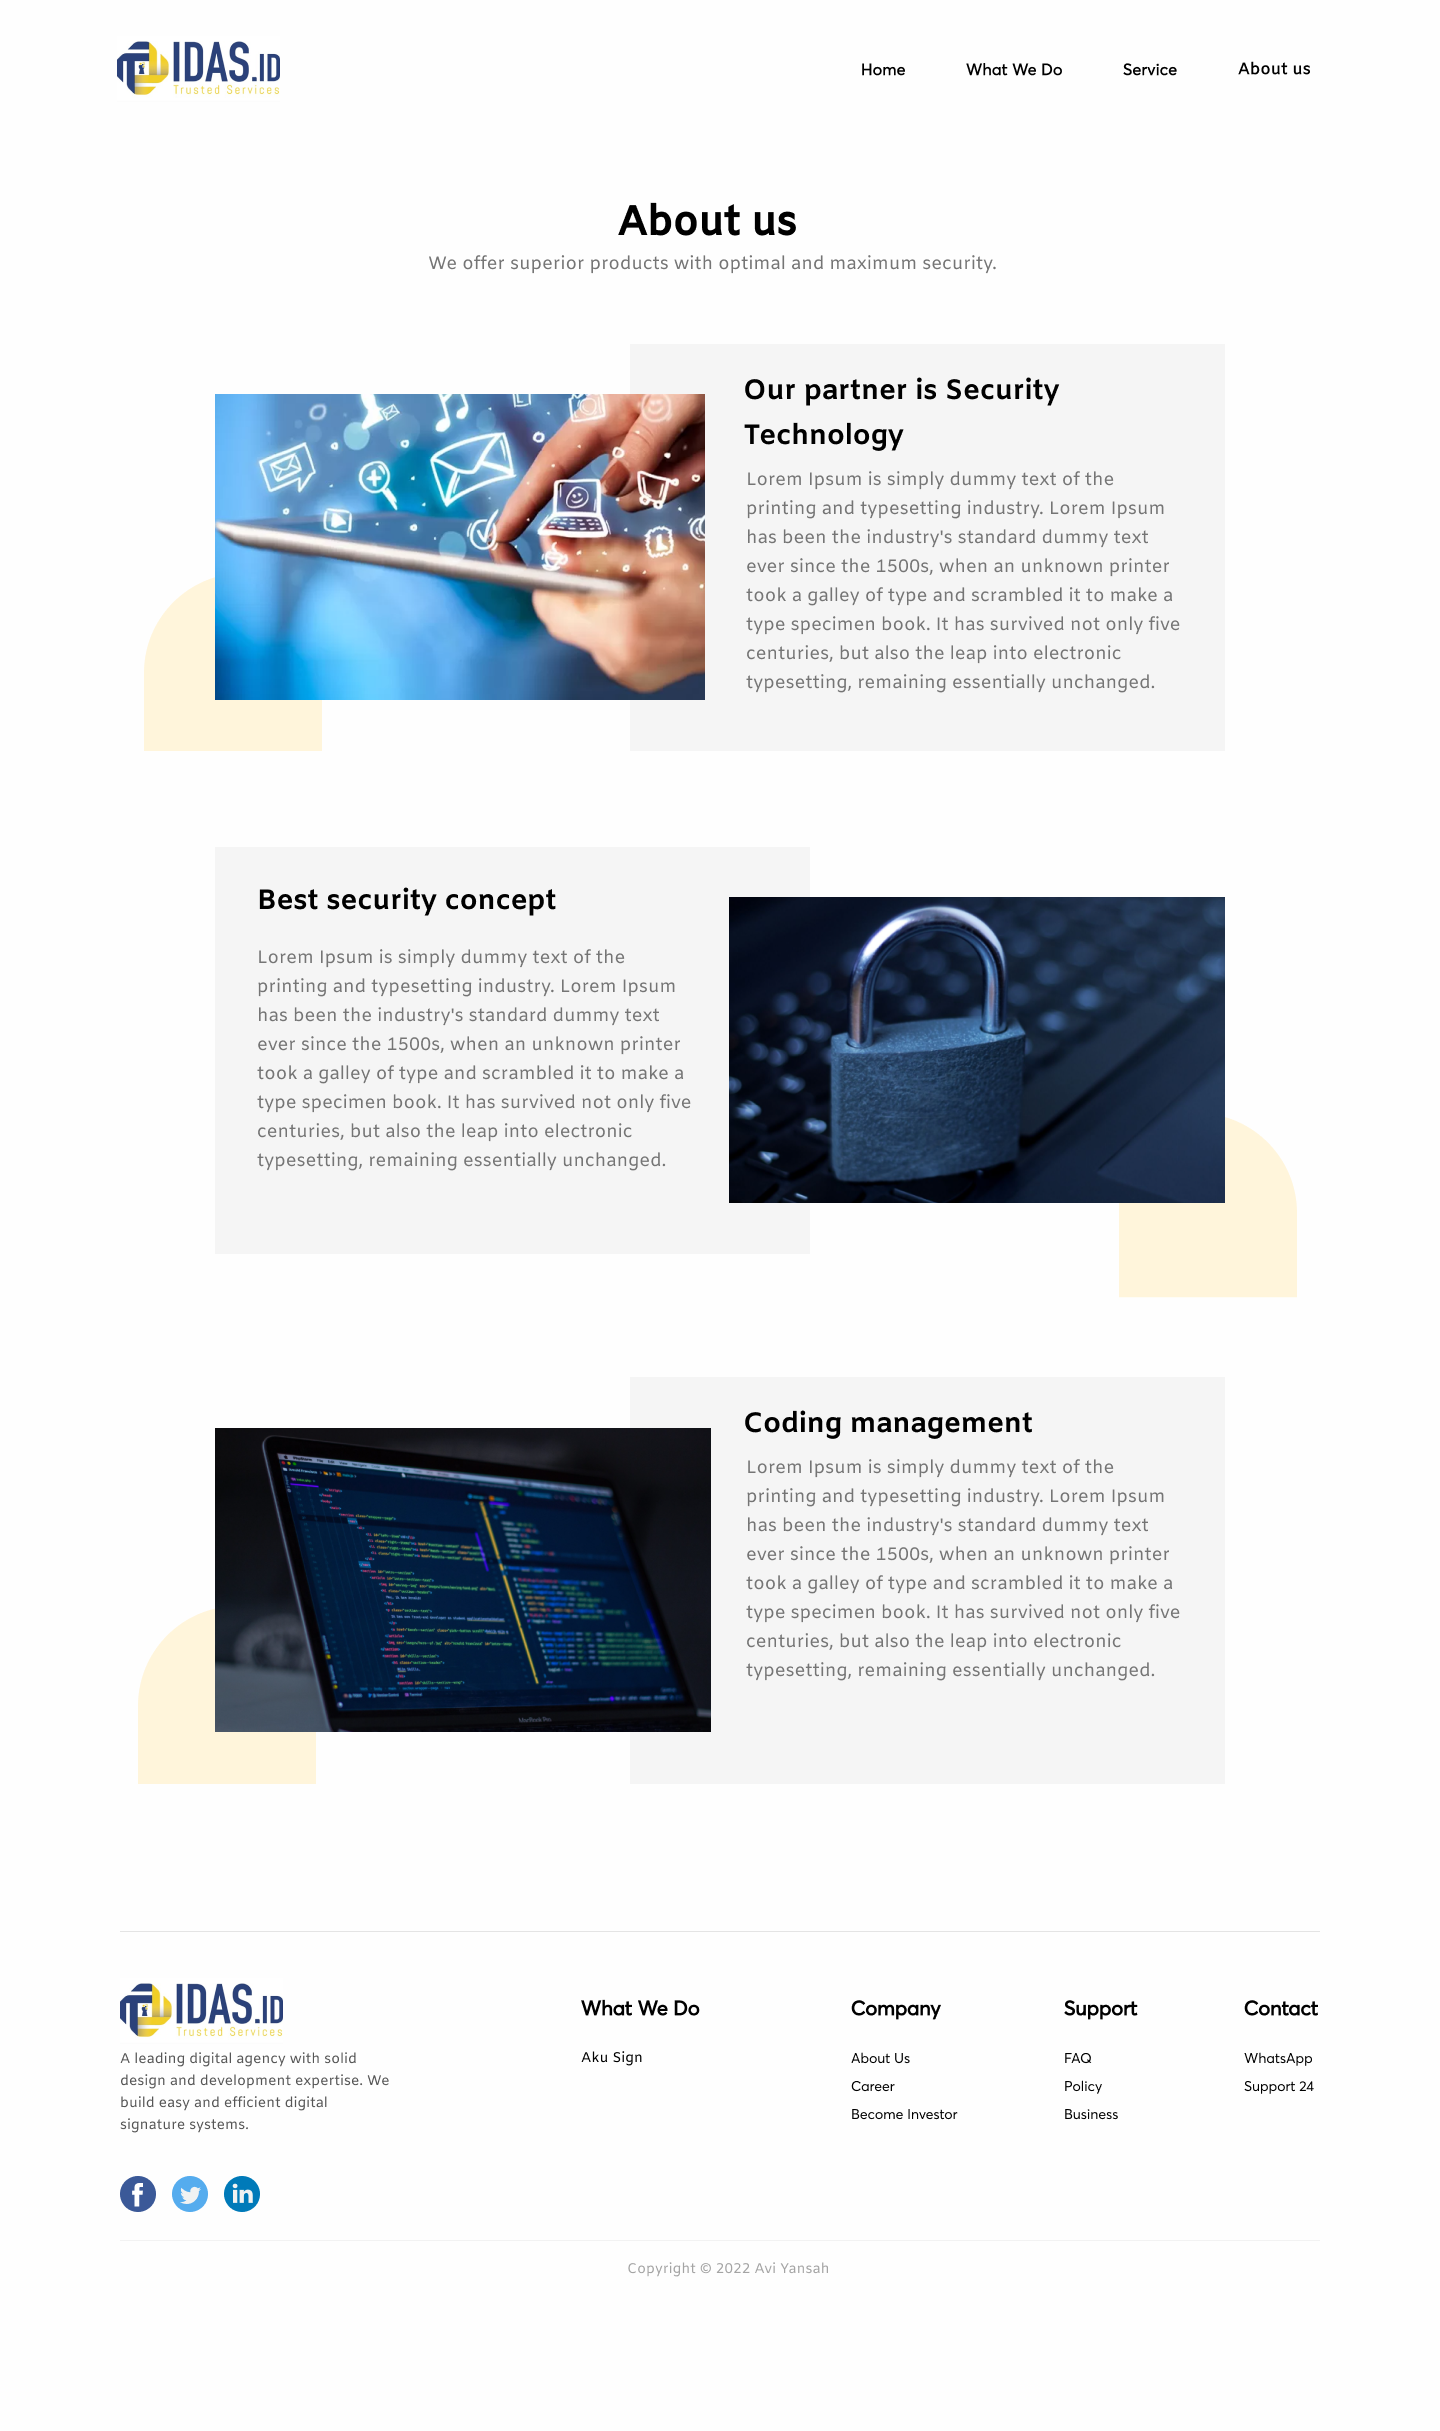 IDAS.ID
Trusted Services
Home
What We Do
Service
About us
About us
We offer superior products with optimal and maximum security.
Our partner is Security
Technology
Lorem Ipsum is simply dummy text of the
printing and typesetting industry. Lorem Ipsum
has been the industry's standard dummy text
ever since the 1500s, when an unknown printer
took a galley of type and scrambled it to make a
type specimen book. It has survived not only five
centuries, but also the leap into electronic
typesetting, remaining essentially unchanged.
Best security concept
Lorem Ipsum is simply dummy text of the
printing and typesetting industry. Lorem Ipsum
has been the industry's standard dummy text
ever since the 1500s, when an unknown printer
took a galley of type and scrambled it to make a
type specimen book. It has survived not only five
centuries, but also the leap into electronic
typesetting, remaining essentially unchanged.
Coding management
Lorem Ipsum is simply dummy text of the
printing and typesetting industry. Lorem Ipsum
has been the industry's standard dummy text
ever since the 1500s, when an unknown printer
took a galley of type and scrambled it to make a
type specimen book. It has survived not only five
centuries, but also the leap into electronic
typesetting, remaining essentially unchanged.
MacBook Pro
IDAS.ID
Trusted Services
A leading digital agency with solid
design and development expertise. We
build easy and efficient digital
signature systems.
What We Do
Aku Sign
Company
About Us
Career
Become Investor
Support
FAQ
Policy
Business
Contact
WhatsApp
Support 24
Copyright © 2022 Avi Yansah